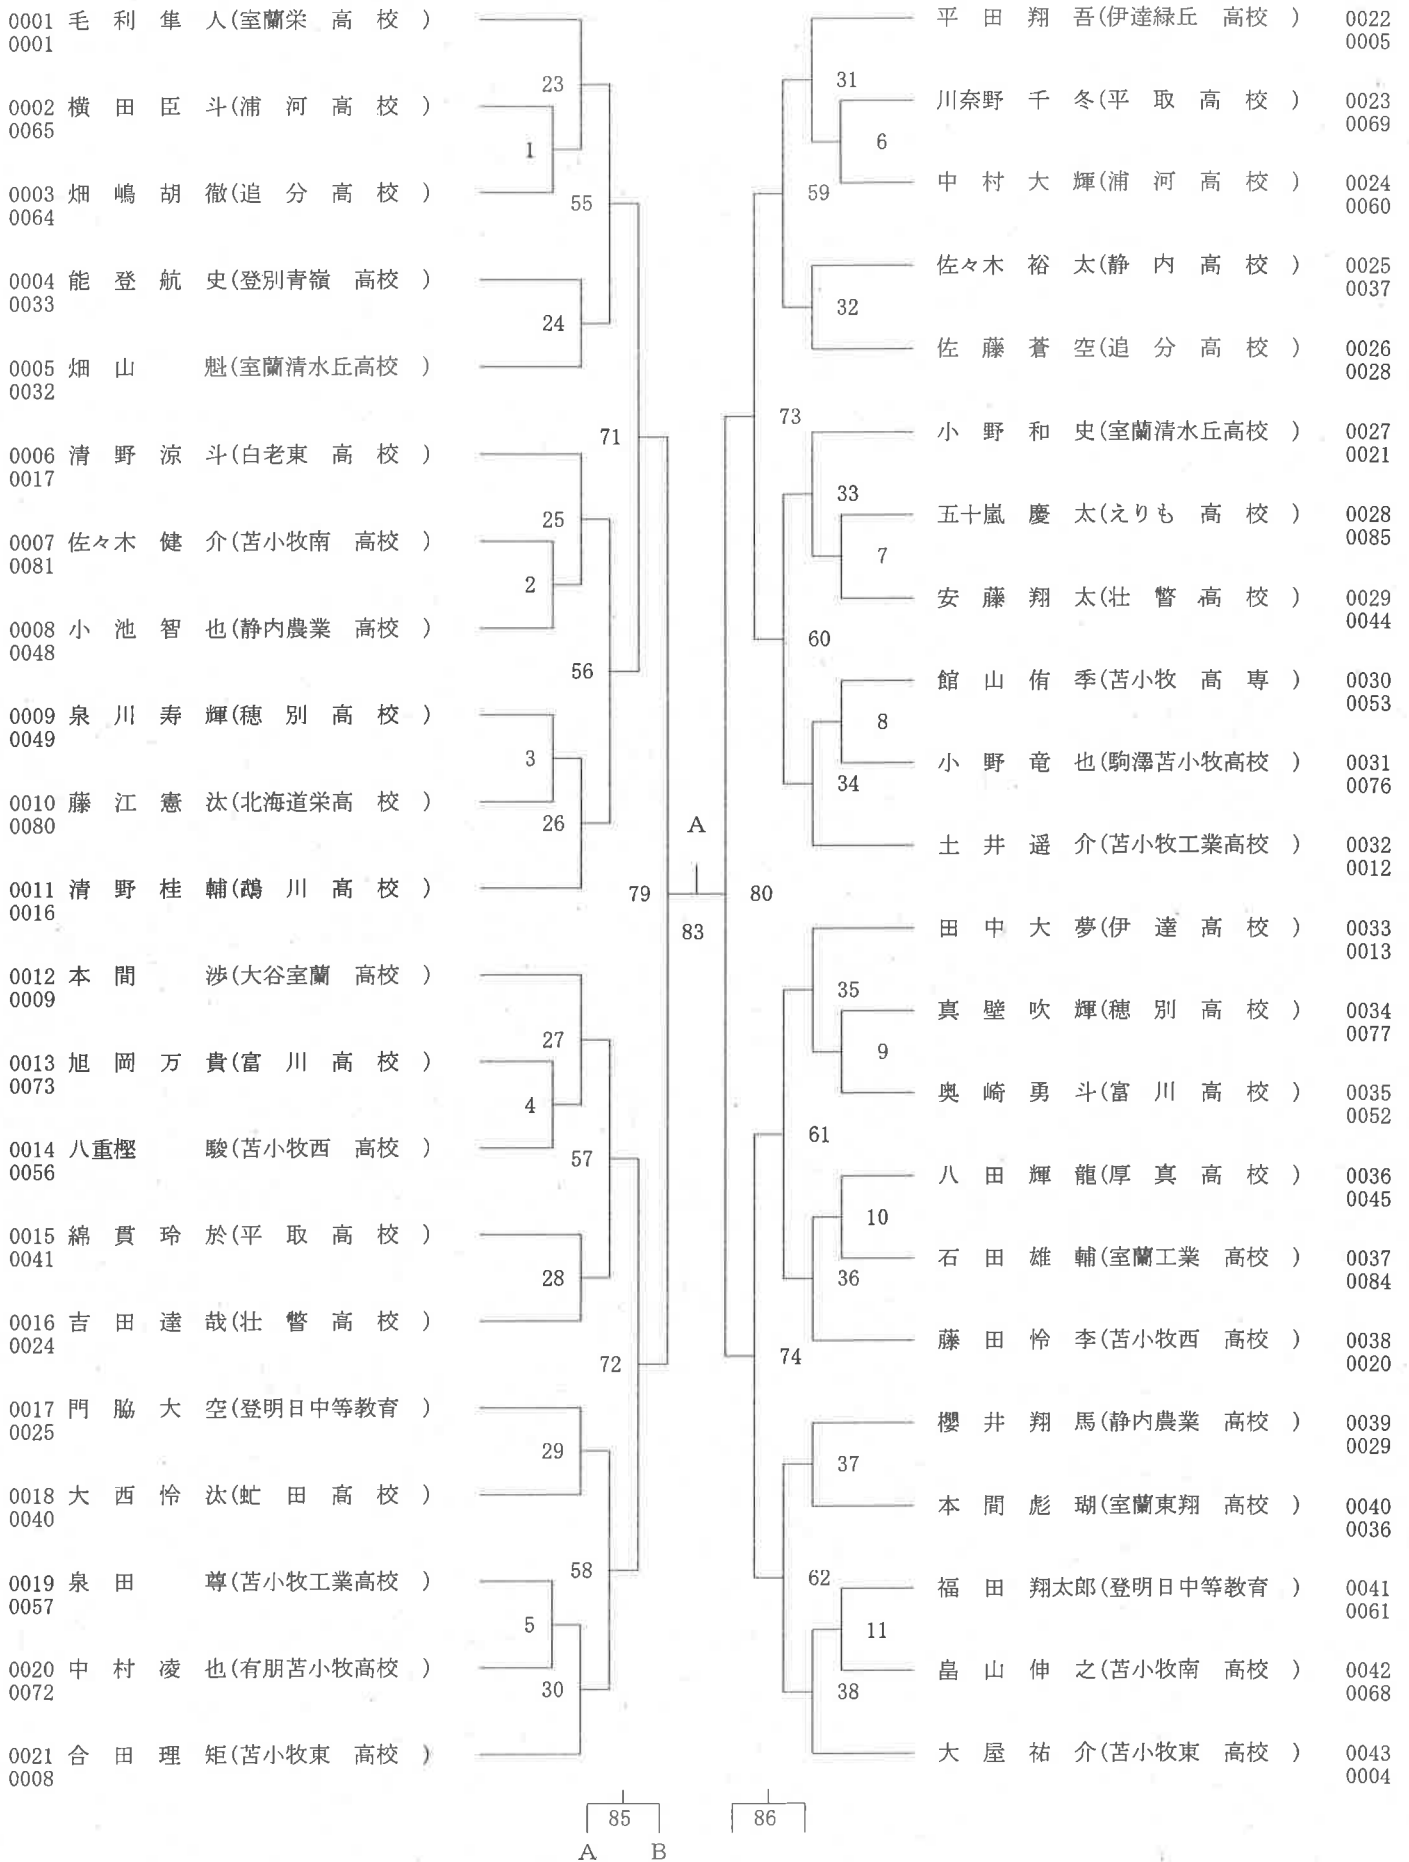 0001 毛 利 隼 人(室蘭栄 高 校 )
0001
23
0002 横 田 臣 斗(浦 河 高 校 )
0065
1
0003 畑 嶋 胡 徹(追 分 高 校 )
0064
55
0004 能 登 航 史(登別青嶺 高校 )
0033
24
0005 畑 山 魁(室蘭清水丘高校 )
0032
71
0006 清 野 涼 斗(白老東 高 校 )
0017
25
0007 佐々木 健 介(苫小牧南 高校 )
0081
2
0008 小 池 智 也(静内農業 高校 )
0048
56
0009 泉 川 寿 輝(穂 別 高 校 )
0049
3
0010 藤 江 憲 汰(北海道栄高 校 )
0080
26
0011 清 野 桂 輔(鵡 川 高 校 )
0016
79
0012 本 間 渉(大谷室蘭 高校 )
0009
27
0013 旭 岡 万 貴(富 川 高 校 )
0073
4
0014 八重樫 駿(苫小牧西 高校 )
0056
57
0015 綿 貫 玲 於(平 取 高 校 )
0041
28
0016 吉 田 達 哉(壮 瞥 高 校 )
0024
72
0017 門 脇 大 空(登明日中等教育 )
0025
29
0018 大 西 怜 汰(虻 田 高 校 )
0040
58
0019 泉 田 尊(苫小牧工業高校 )
0057
5
0020 中 村 凌 也(有朋苫小牧高校 )
0072
30
0021 合 田 理 矩(苫小牧東 高校 )
0008
A
83
平 田 翔 吾(伊達緑丘 高校 ) 0022
0005
31
川奈野 千 冬(平 取 高 校 ) 0023
0069
6
中 村 大 輝(浦 河 高 校 ) 0024
0060
59
佐々木 裕 太(静 内 高 校 ) 0025
0037
32
佐 藤 蒼 空(追 分 高 校 ) 0026
0028
73
小 野 和 史(室蘭清水丘高校 ) 0027
0021
33
五十嵐 慶 太(えりも 高 校 ) 0028
0085
7
安 藤 翔 太(壮 瞥 高 校 ) 0029
0044
60
館 山 侑 季(苫小牧 高 専 ) 0030
0053
8
小 野 竜 也(駒澤苫小牧高校 ) 0031
0076
34
土 井 遥 介(苫小牧工業高校 ) 0032
0012
80
田 中 大 夢(伊 達 高 校 ) 0033
0013
35
真 壁 吹 輝(穂 別 高 校 ) 0034
0077
9
奥 崎 勇 斗(富 川 高 校 ) 0035
0052
61
八 田 輝 龍(厚 真 高 校 ) 0036
0045
10
石 田 雄 輔(室蘭工業 高校 ) 0037
0084
36
藤 田 怜 李(苫小牧西 高校 ) 0038
0020
74
櫻 井 翔 馬(静内農業 高校 ) 0039
0029
37
本 間 彪 瑚(室蘭東翔 高校 ) 0040
0036
62
福 田 翔太郎(登明日中等教育 ) 0041
0061
11
畠 山 伸 之(苫小牧南 高校 ) 0042
0068
38
大 屋 祐 介(苫小牧東 高校 ) 0043
0004
85
86
A B